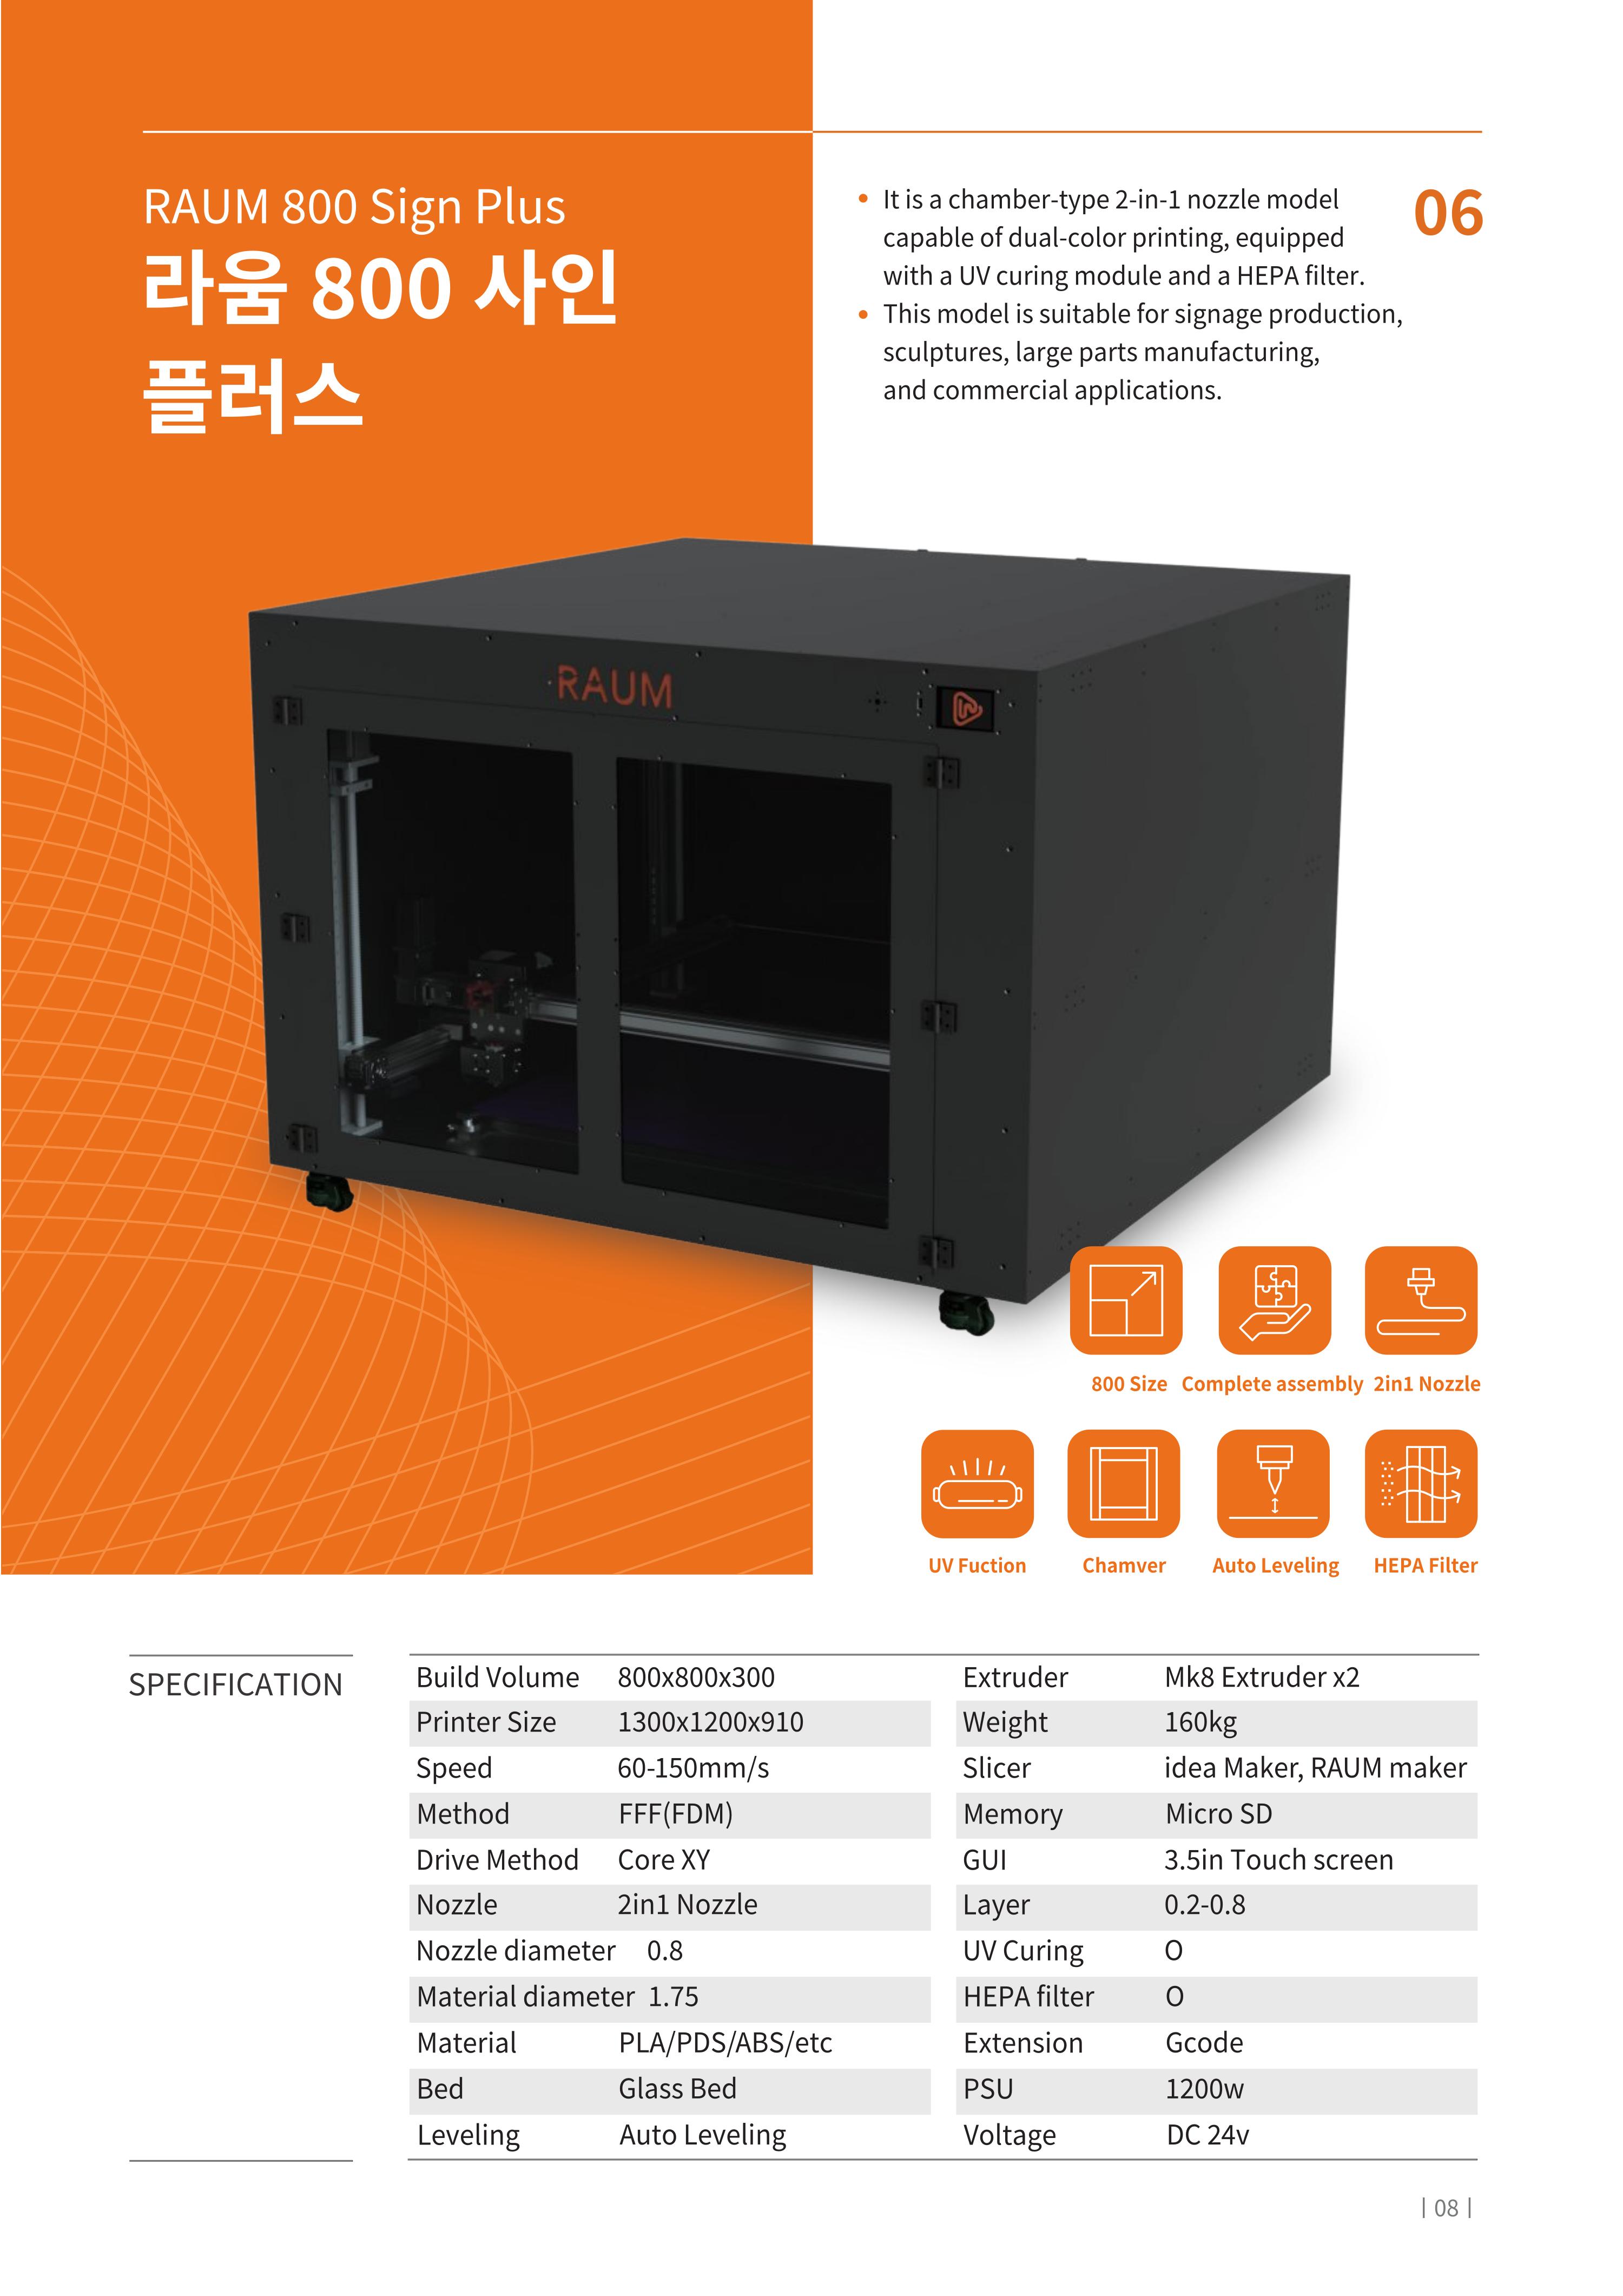 RAUM 800 Sign Plus
라움 800 사인
플러스
• It is a chamber-type 2-in-1 nozzle model
capable of dual-color printing, equipped
with a UV curing module and a HEPA filter.
• This model is suitable for signage production,
sculptures, large parts manufacturing,
and commercial applications.
06
RAUM
800 Size Complete assembly 2in1 Nozzle
UV Fuction Chamver Auto Leveling HEPA Filter
SPECIFICATION
Build Volume 800x800x300 Extruder Mk8 Extruder x2
Printer Size 1300x1200x910 Weight 160kg
Speed 60-150mm/s Slicer idea Maker, RAUM maker
Method FFF(FDM) Memory Micro SD
Drive Method Core XY GUI 3.5in Touch screen
Nozzle 2in1 Nozzle Layer 0.2-0.8
Nozzle diameter 0.8 UV Curing O
Material diameter 1.75 HEPA filter O
Material PLA/PDS/ABS/etc Extension Gcode
Bed Glass Bed PSU 1200w
Leveling Auto Leveling Voltage DC 24v
| 08 |